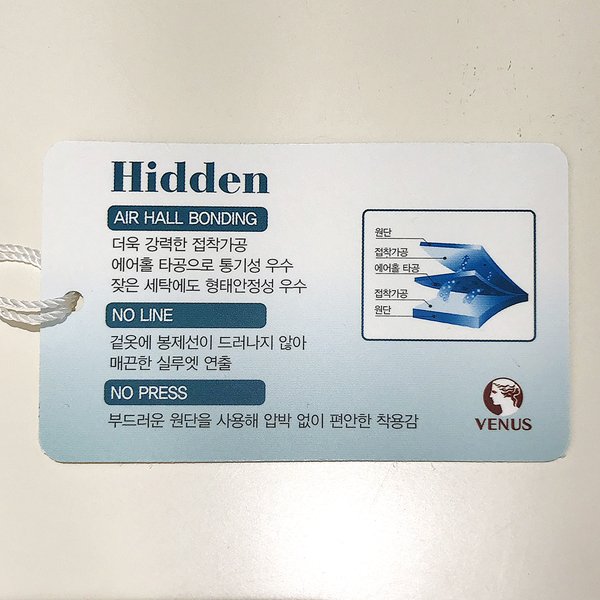 Hidden
AIR HALL BONDING
더욱 강력한 접착가공
에어홀 타공으로 통기성 우수
잦은 세탁에도 형태안정성 우수
NO LINE
겉옷에 봉제선이 드러나지 않아
매끈한 실루엣 연출
NO PRESS
부드러운 원단을 사용해 압박 없이 편안한 착용감
원단
접착가공
에어홀 타공
접착가공
원단
VENUS